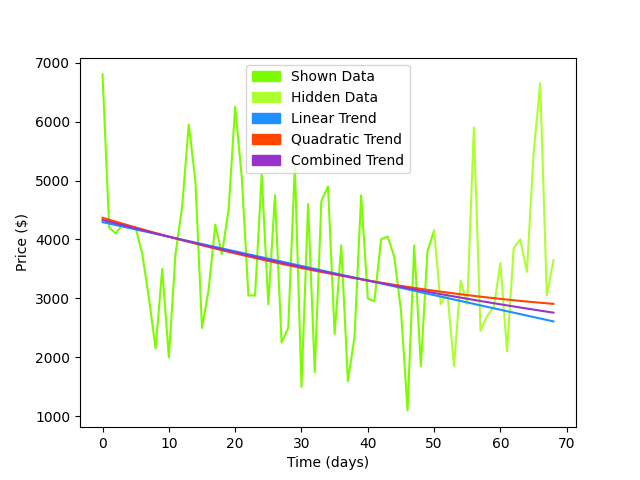 7000
6000
5000
4000
3000
2000
1000
Price ($)
Shown Data
Hidden Data
Linear Trend
Quadratic Trend
Combined Trend
0 10 20 30 40 50 60 70
Time (days)